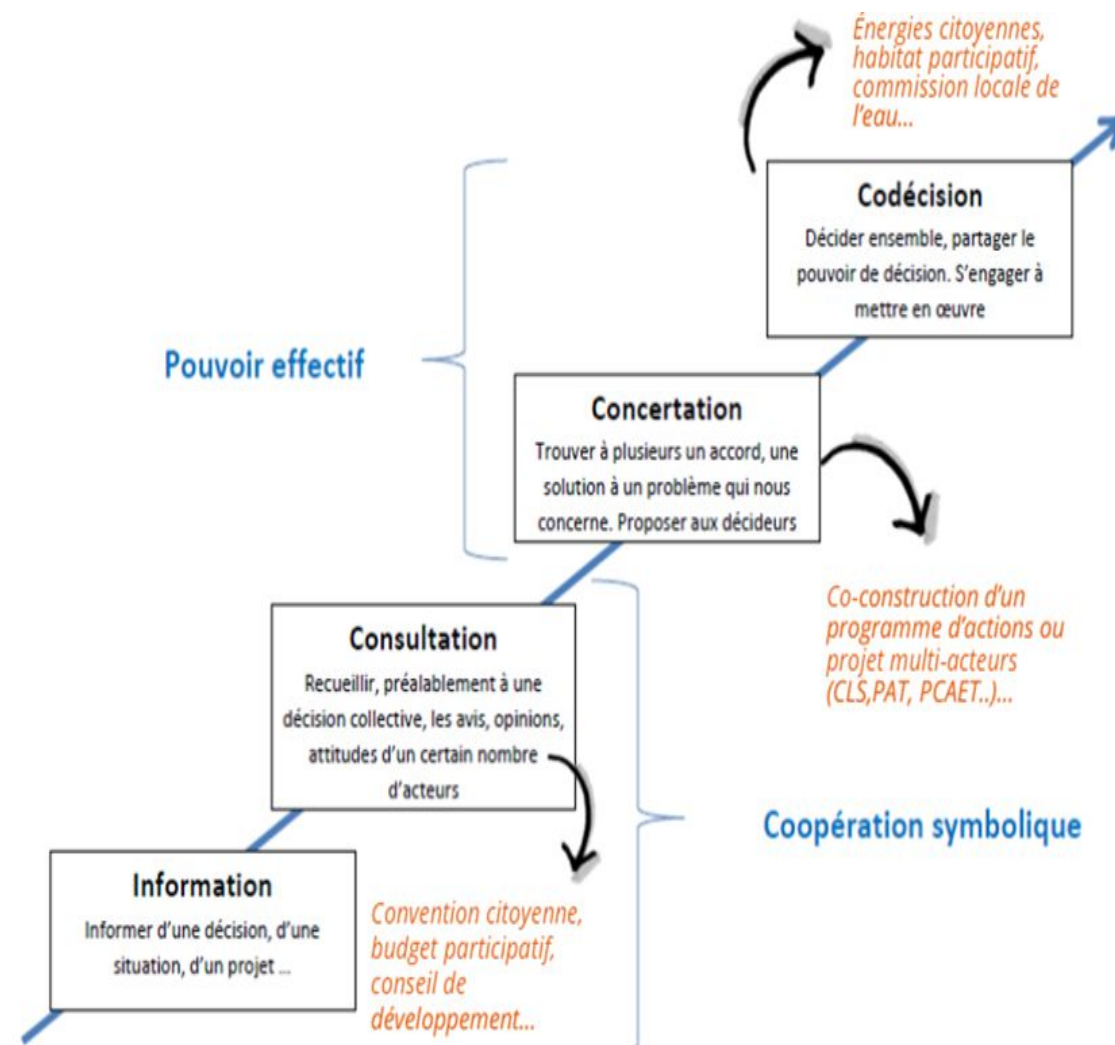 Énergies citoyennes,
habitat participatif,
commission locale de
l'eau...
Codécision
Décider ensemble, partager le
pouvoir de décision. S'engager à
mettre en œuvre
Pouvoir effectif
Concertation
Trouver à plusieurs un accord, une
solution à un problème qui nous
concerne. Proposer aux décideurs
Co-construction d'un
programme d'actions ou
projet multi-acteurs
(CLS,PAT, PCAET..)...
Consultation
Recueillir, préalablement à une
décision collective, les avis, opinions,
attitudes d'un certain nombre
d'acteurs
Coopération symbolique
Information
Informer d'une décision, d'une
situation, d'un projet ...
Convention citoyenne,
budget participatif,
conseil de
développement...